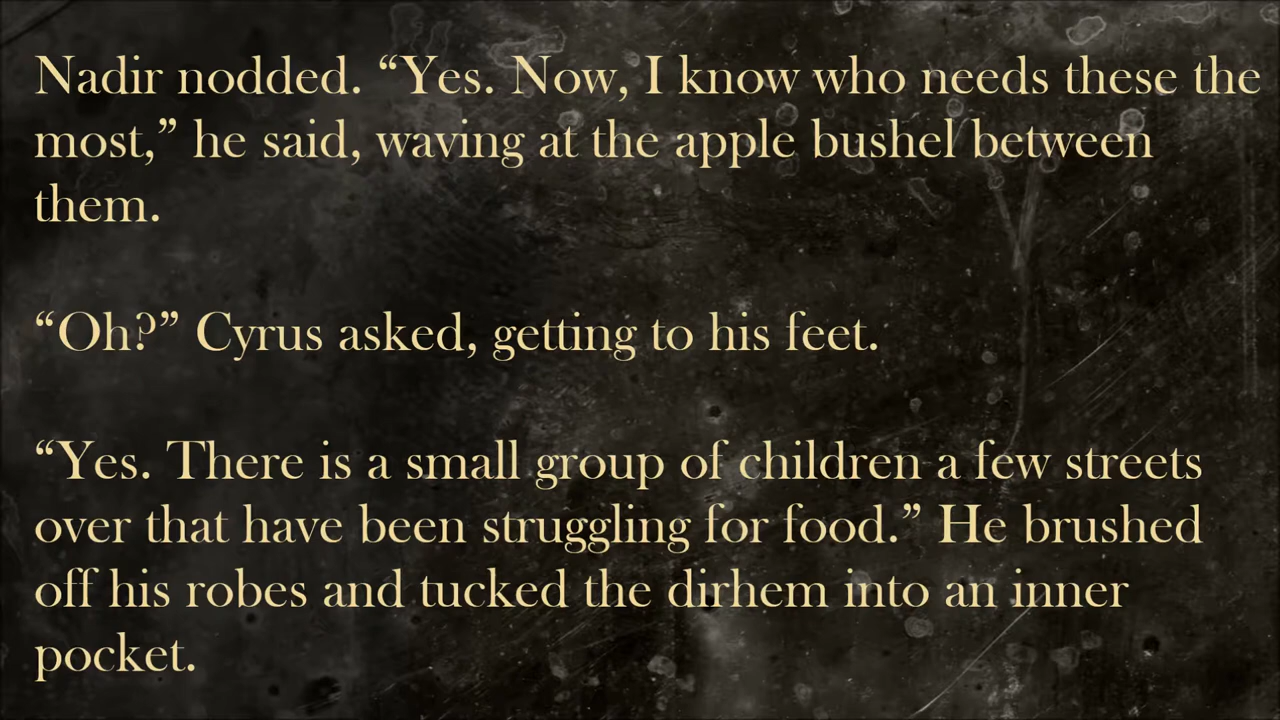 Nadir nodded. “Yes. Now, I know who needs these the
most,” he said, waving at the apple bushel between
them.
“Oh?” Cyrus asked, getting to his feet.
“Yes. There is a small group of children a few streets
over that have been struggling for food.” He brushed
off his robes and tucked the dirhem into an inner
pocket.